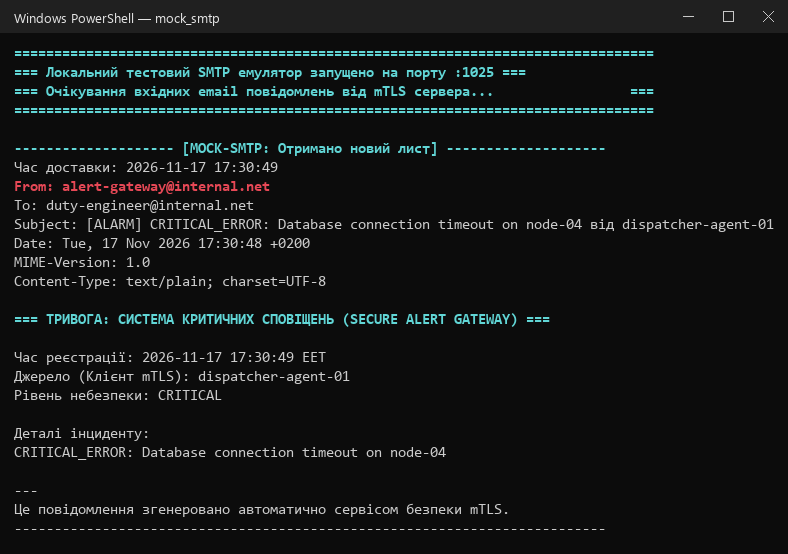 Windows PowerShell — mock_smtp
================================================================================
=== Локальний тестовий SMTP емулятор запущено на порту :1025 ===
=== Очікування вхідних email повідомлень від mTLS сервера...                 ===
================================================================================
-------------------- [MOCK-SMTP: Отримано новий лист] --------------------
Час доставки: 2026-11-17 17:30:49
From: alert-gateway@internal.net
To: duty-engineer@internal.net
Subject: [ALARM] CRITICAL_ERROR: Database connection timeout on node-04 від dispatcher-agent-01
Date: Tue, 17 Nov 2026 17:30:48 +0200
MIME-Version: 1.0
Content-Type: text/plain; charset=UTF-8
=== ТРИВОГА: СИСТЕМА КРИТИЧНИХ СПОВІЩЕНЬ (SECURE ALERT GATEWAY) ===
Час реєстрації: 2026-11-17 17:30:49 EET
Джерело (Клієнт mTLS): dispatcher-agent-01
Рівень небезпеки: CRITICAL
Деталі інциденту:
CRITICAL_ERROR: Database connection timeout on node-04
---
Це повідомлення згенеровано автоматично сервісом безпеки mTLS.
--------------------------------------------------------------------------